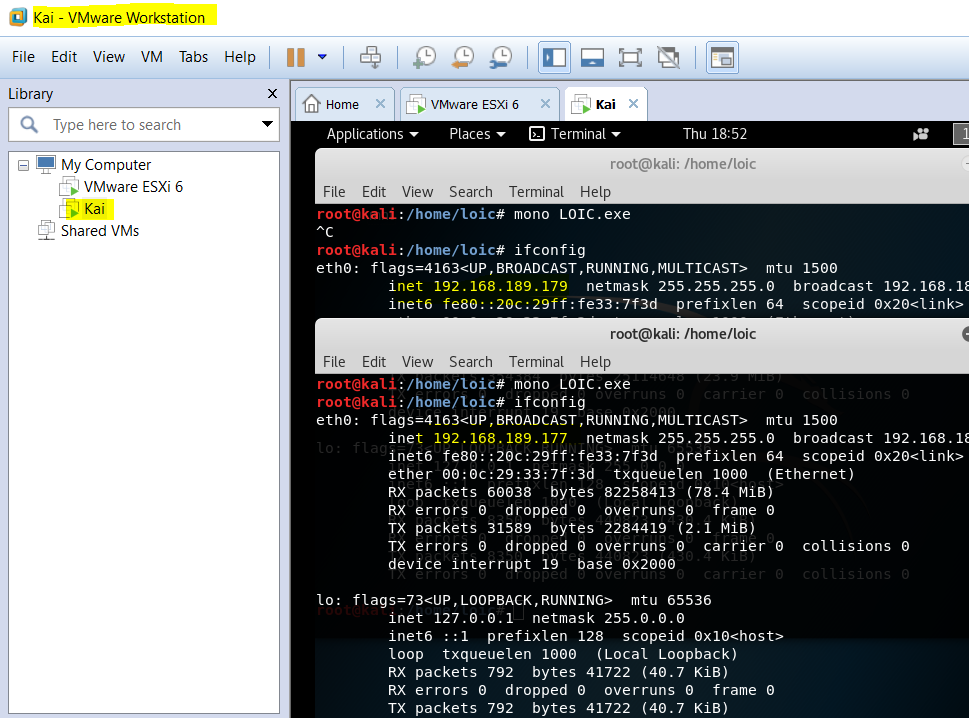 Kai - VMware Workstation
File Edit View VM Tabs Help
Library
Type here to search
My Computer
VMware ESXi 6
Kai
Shared VMs
Home VMware ESXi 6 Kai
Applications Places Terminal Thu 18:52 1
root@kali: /home/loic
File Edit View Search Terminal Help
root@kali:/home/loic# mono LOIC.exe
^C
root@kali:/home/loic# ifconfig
eth0: flags=4163<UP,BROADCAST,RUNNING,MULTICAST> mtu 1500
inet 192.168.189.179 netmask 255.255.255.0 broadcast 192.168.18
inet6 fe80::20c:29ff:fe33:7f3d prefixlen 64 scopeid 0x20<link>
root@kali: /home/loic
File Edit View Search Terminal Help
root@kali:/home/loic# mono LOIC.exe
root@kali:/home/loic# ifconfig
eth0: flags=4163<UP,BROADCAST,RUNNING,MULTICAST> mtu 1500
inet 192.168.189.177 netmask 255.255.255.0 broadcast 192.168.18
inet6 fe80::20c:29ff:fe33:7f3d prefixlen 64 scopeid 0x20<link>
ether 00:0c:29:33:7f:3d txqueuelen 1000 (Ethernet)
RX packets 60038 bytes 82258413 (78.4 MiB)
RX errors 0 dropped 0 overruns 0 frame 0
TX packets 31589 bytes 2284419 (2.1 MiB)
TX errors 0 dropped 0 overruns 0 carrier 0 collisions 0
device interrupt 19 base 0x2000
lo: flags=73<UP,LOOPBACK,RUNNING> mtu 65536
inet 127.0.0.1 netmask 255.0.0.0
inet6 ::1 prefixlen 128 scopeid 0x10<host>
loop txqueuelen 1000 (Local Loopback)
RX packets 792 bytes 41722 (40.7 KiB)
RX errors 0 dropped 0 overruns 0 frame 0
TX packets 792 bytes 41722 (40.7 KiB)